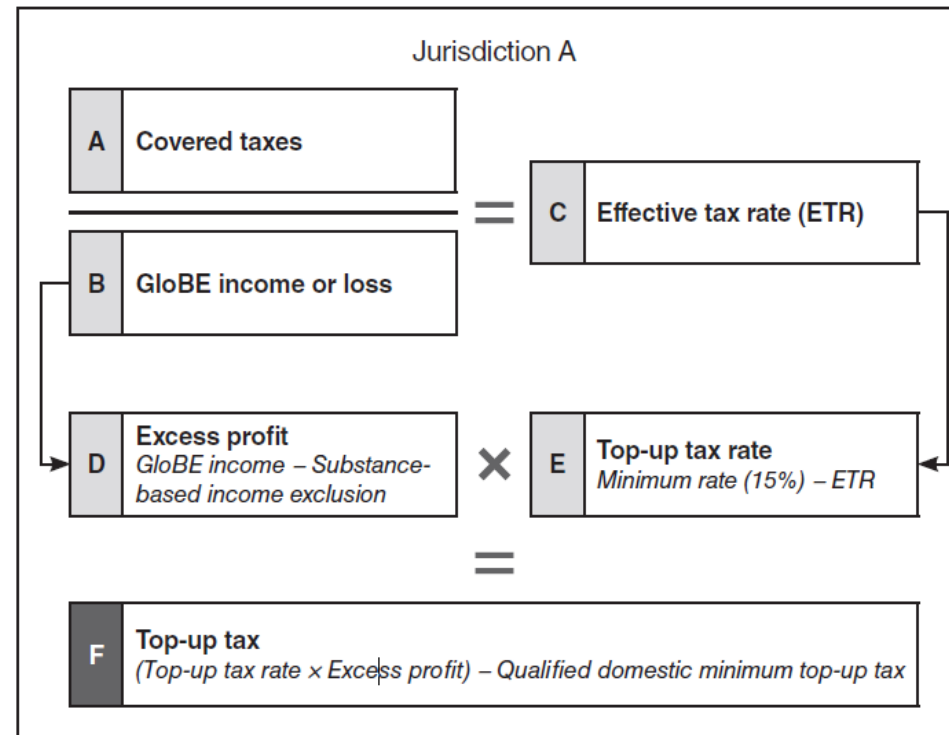 Jurisdiction A
A Covered taxes
=
C Effective tax rate (ETR)
B GloBE income or loss
D Excess profit
GloBE income – Substance-
based income exclusion
×
E Top-up tax rate
Minimum rate (15%) – ETR
=
F Top-up tax
(Top-up tax rate × Excess profit) – Qualified domestic minimum top-up tax